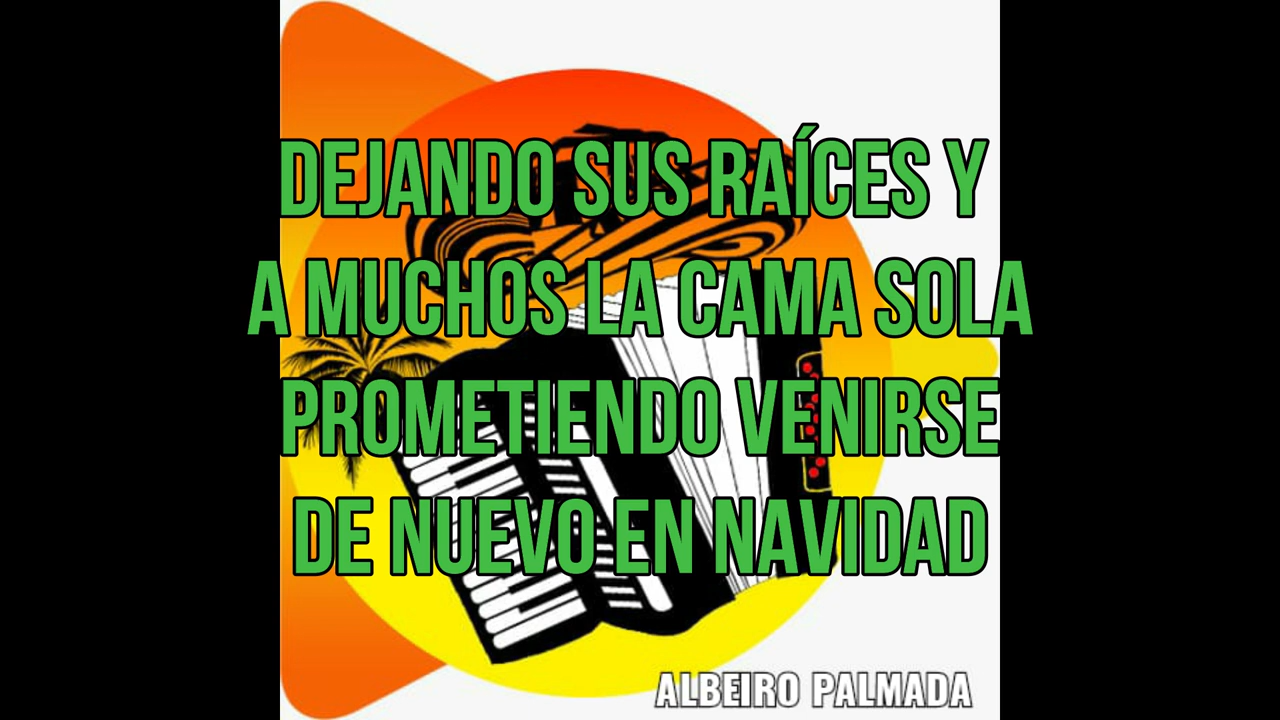 DEJANDO SUS RAÍCES Y
A MUCHOS LA CAMA SOLA
PROMETIENDO VENIRSE
DE NUEVO EN NAVIDAD
ALBEIRO PALMADA